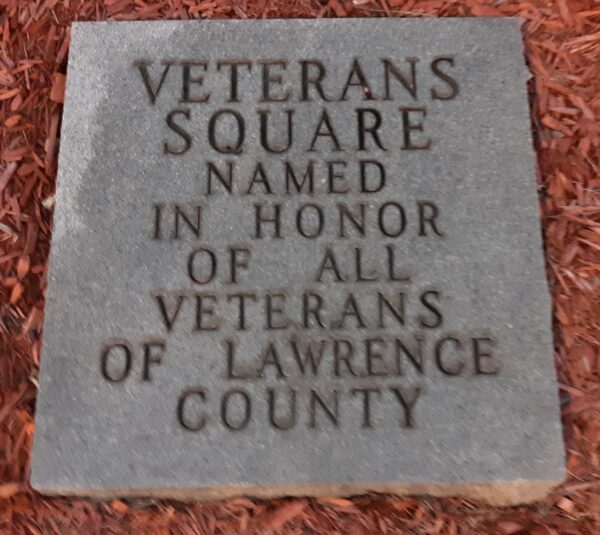 VETERANS
SQUARE
NAMED
IN HONOR
OF ALL
VETERANS
OF LAWRENCE
COUNTY